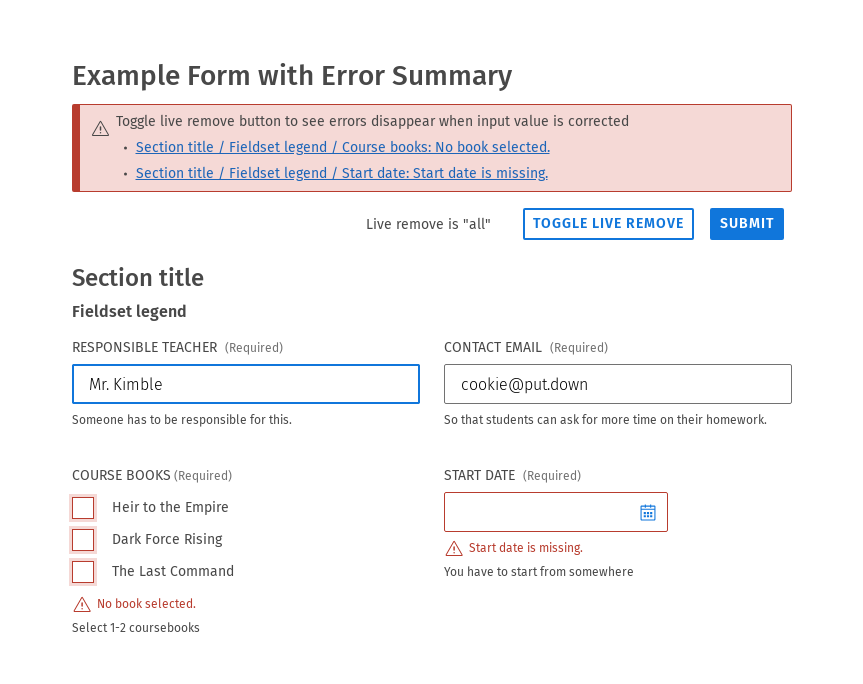 Example Form with Error Summary
Toggle live remove button to see errors disappear when input value is corrected
• Section title / Fieldset legend / Course books: No book selected.
• Section title / Fieldset legend / Start date: Start date is missing.
Live remove is "all" TOGGLE LIVE REMOVE SUBMIT
Section title
Fieldset legend
RESPONSIBLE TEACHER (Required)
Mr. Kimble
Someone has to be responsible for this.
CONTACT EMAIL (Required)
cookie@put.down
So that students can ask for more time on their homework.
COURSE BOOKS (Required)
Heir to the Empire
Dark Force Rising
The Last Command
No book selected.
Select 1-2 coursebooks
START DATE (Required)
Start date is missing.
You have to start from somewhere